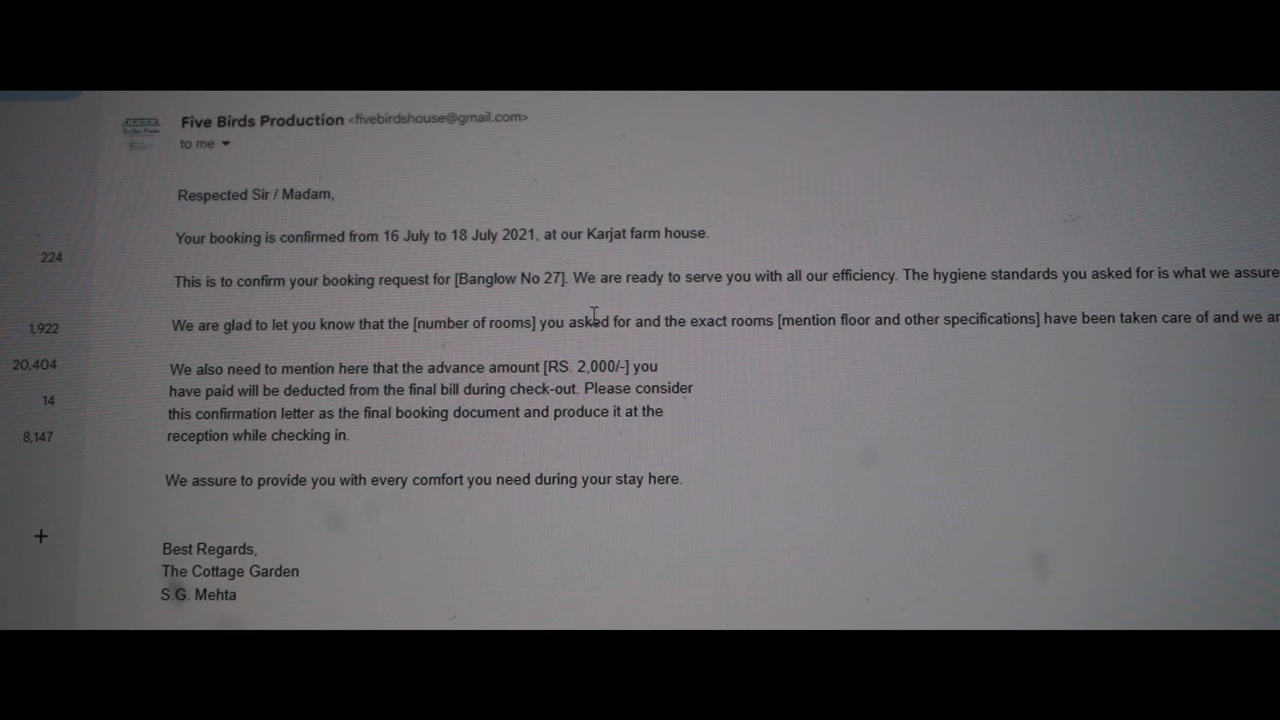 Five Birds Production <fivebirdshouse@gmail.com>
to me
Respected Sir / Madam,
Your booking is confirmed from 16 July to 18 July 2021, at our Karjat farm house.
224
This is to confirm your booking request for [Banglow No 27]. We are ready to serve you with all our efficiency. The hygiene standards you asked for is what we assure
1,922
We are glad to let you know that the [number of rooms] you asked for and the exact rooms [mention floor and other specifications] have been taken care of and we ar
20,404
We also need to mention here that the advance amount [RS. 2,000/-] you
have paid will be deducted from the final bill during check-out. Please consider
14
this confirmation letter as the final booking document and produce it at the
8,147
reception while checking in.
We assure to provide you with every comfort you need during your stay here.
+
Best Regards,
The Cottage Garden
S.G. Mehta